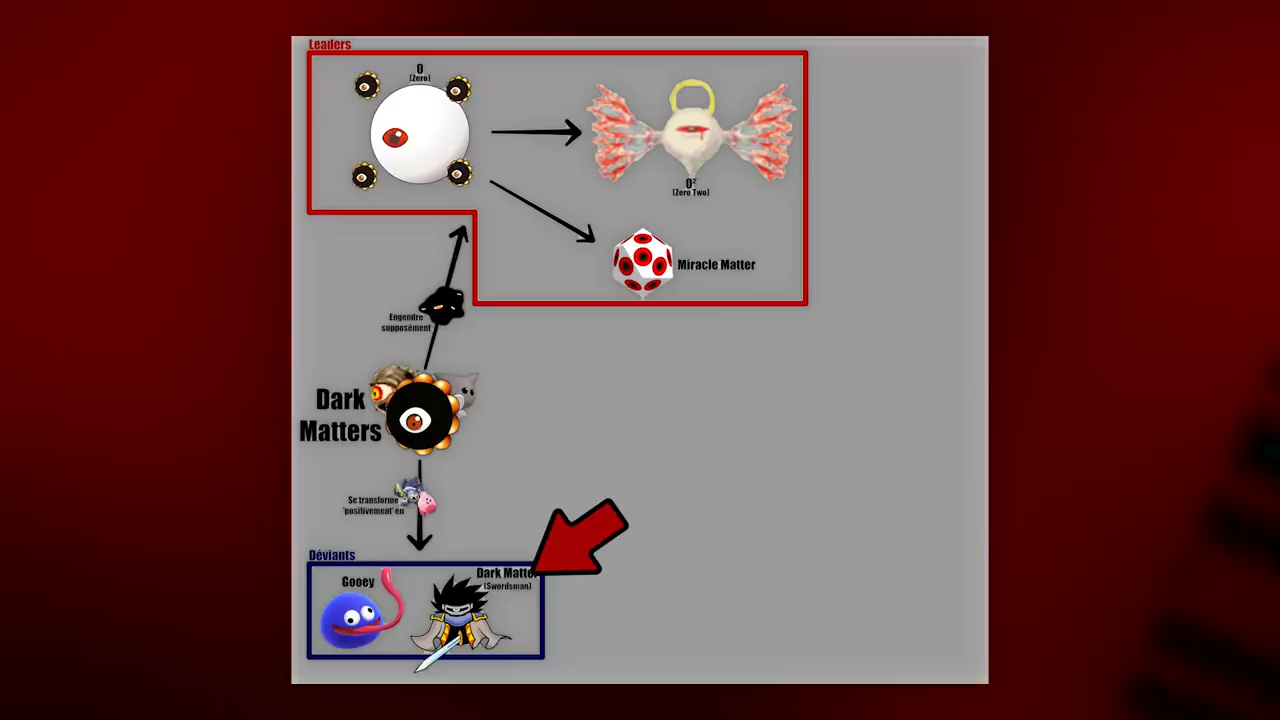 Leaders
0
(Zero)
0²
(Zero Two)
Miracle Matter
Engendre
supposément
Dark
Matters
Se transforme
'positivement' en
Déviants
Gooey
Dark Matter
(Swordsman)